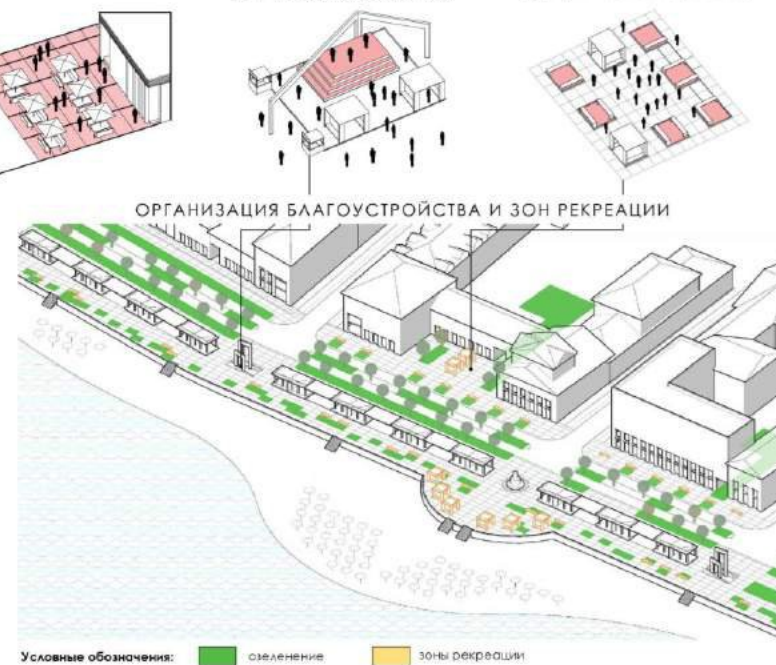 ОРГАНИЗАЦИЯ БЛАГОУСТРОЙСТВА И ЗОН РЕКРЕАЦИИ
Условные обозначения:
озеленение
зоны рекреации